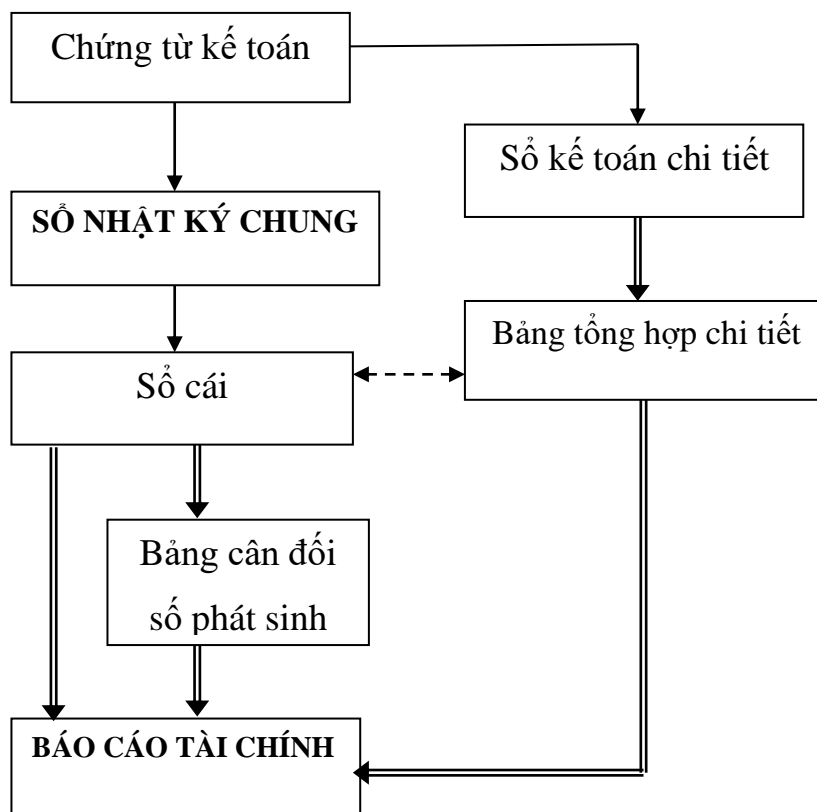 Chứng từ kế toán
Sổ kế toán chi tiết
SỔ NHẬT KÝ CHUNG
Bảng tổng hợp chi tiết
Sổ cái
Bảng cân đối
số phát sinh
BÁO CÁO TÀI CHÍNH